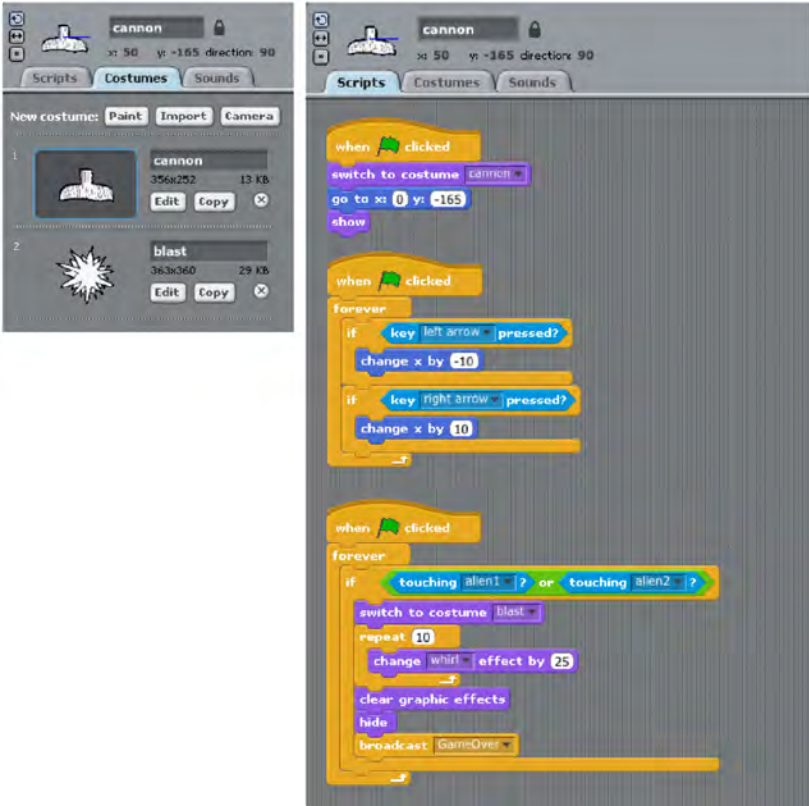 cannon
x: 50 y: -165 direction: 90
Scripts Costumes Sounds
New costume: Paint Import Camera
1
cannon
356x252 13 KB
Edit Copy
2
blast
363x360 29 KB
Edit Copy
cannon
x: 50 y: -165 direction: 90
Scripts Costumes Sounds
when clicked
switch to costume cannon
go to x: 0 y: -165
show
when clicked
forever
if key left arrow pressed?
change x by -10
if key right arrow pressed?
change x by 10
when clicked
forever
if touching alien1 ? or touching alien2 ?
switch to costume blast
repeat 10
change whirl effect by 25
clear graphic effects
hide
broadcast GameOver